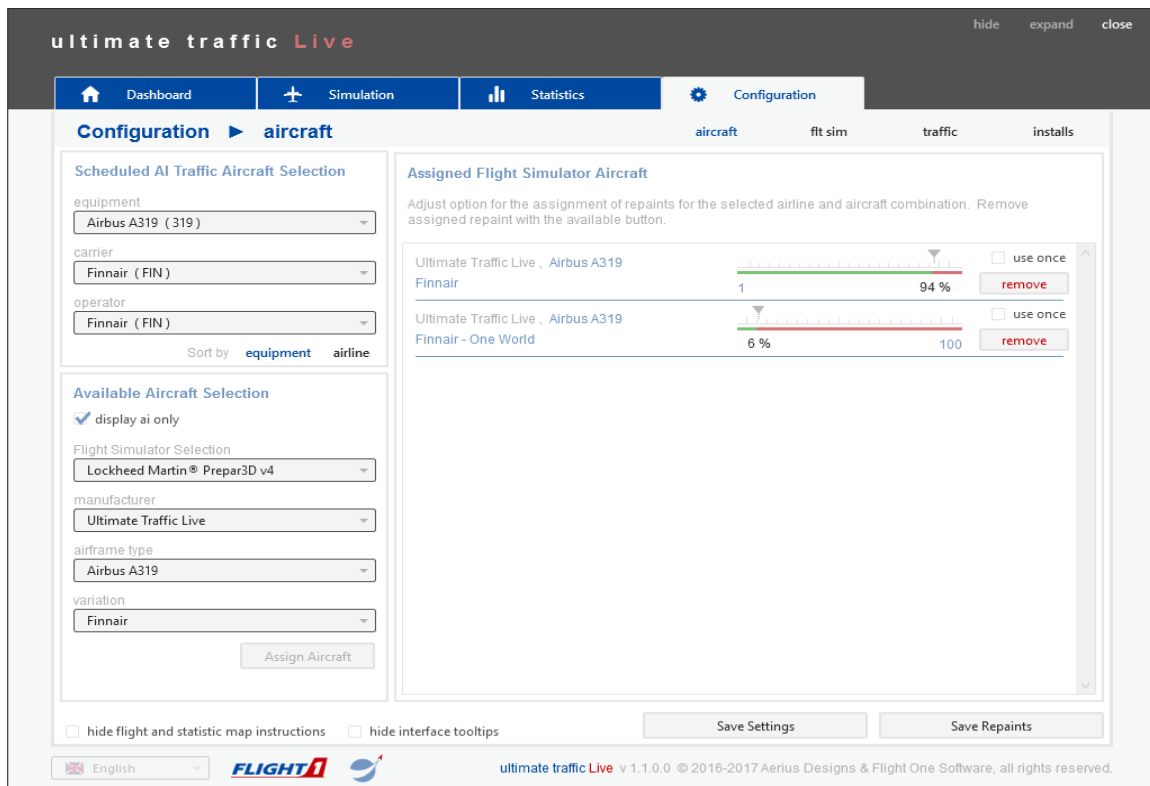 hide expand close
ultimate traffic Live
Dashboard Simulation Statistics Configuration
Configuration ► aircraft
aircraft flt sim traffic installs
Scheduled AI Traffic Aircraft Selection
equipment
Airbus A319 ( 319 )
carrier
Finnair ( FIN )
operator
Finnair ( FIN )
Sort by equipment airline
Available Aircraft Selection
display ai only
Flight Simulator Selection
Lockheed Martin® Prepar3D v4
manufacturer
Ultimate Traffic Live
airframe type
Airbus A319
variation
Finnair
Assign Aircraft
Assigned Flight Simulator Aircraft
Adjust option for the assignment of repaints for the selected airline and aircraft combination. Remove
assigned repaint with the available button.
Ultimate Traffic Live , Airbus A319
Finnair
1 94 %
use once
remove
Ultimate Traffic Live , Airbus A319
Finnair - One World
6 % 100
use once
remove
hide flight and statistic map instructions hide interface tooltips
Save Settings Save Repaints
English
FLIGHT1
ultimate traffic Live v 1.1.0.0 © 2016-2017 Aerius Designs & Flight One Software, all rights reserved.